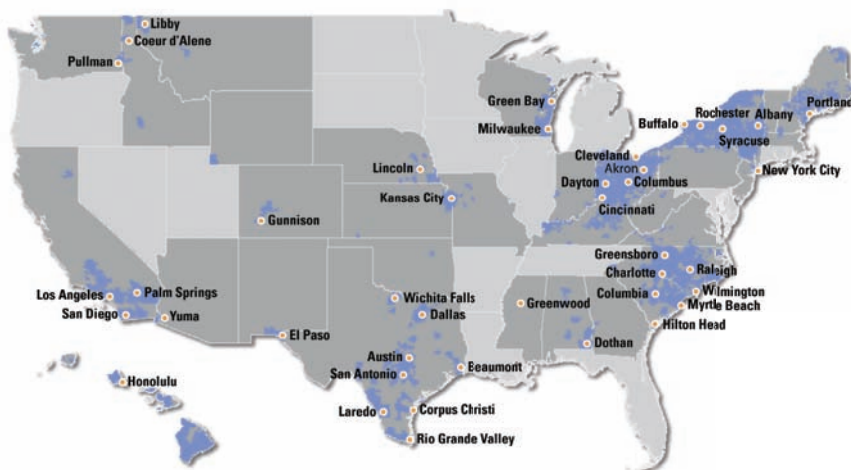 Libby
Coeur d'Alene
Pullman
Green Bay
Milwaukee
Buffalo
Rochester
Albany
Portland
Syracuse
Cleveland
Akron
New York City
Lincoln
Dayton
Columbus
Kansas City
Cincinnati
Gunnison
Greensboro
Charlotte
Raleigh
Los Angeles
Palm Springs
Wichita Falls
Greenwood
Columbia
Wilmington
Myrtle Beach
San Diego
Yuma
Dallas
El Paso
Hilton Head
Dothan
Austin
San Antonio
Beaumont
Honolulu
Laredo
Corpus Christi
Rio Grande Valley